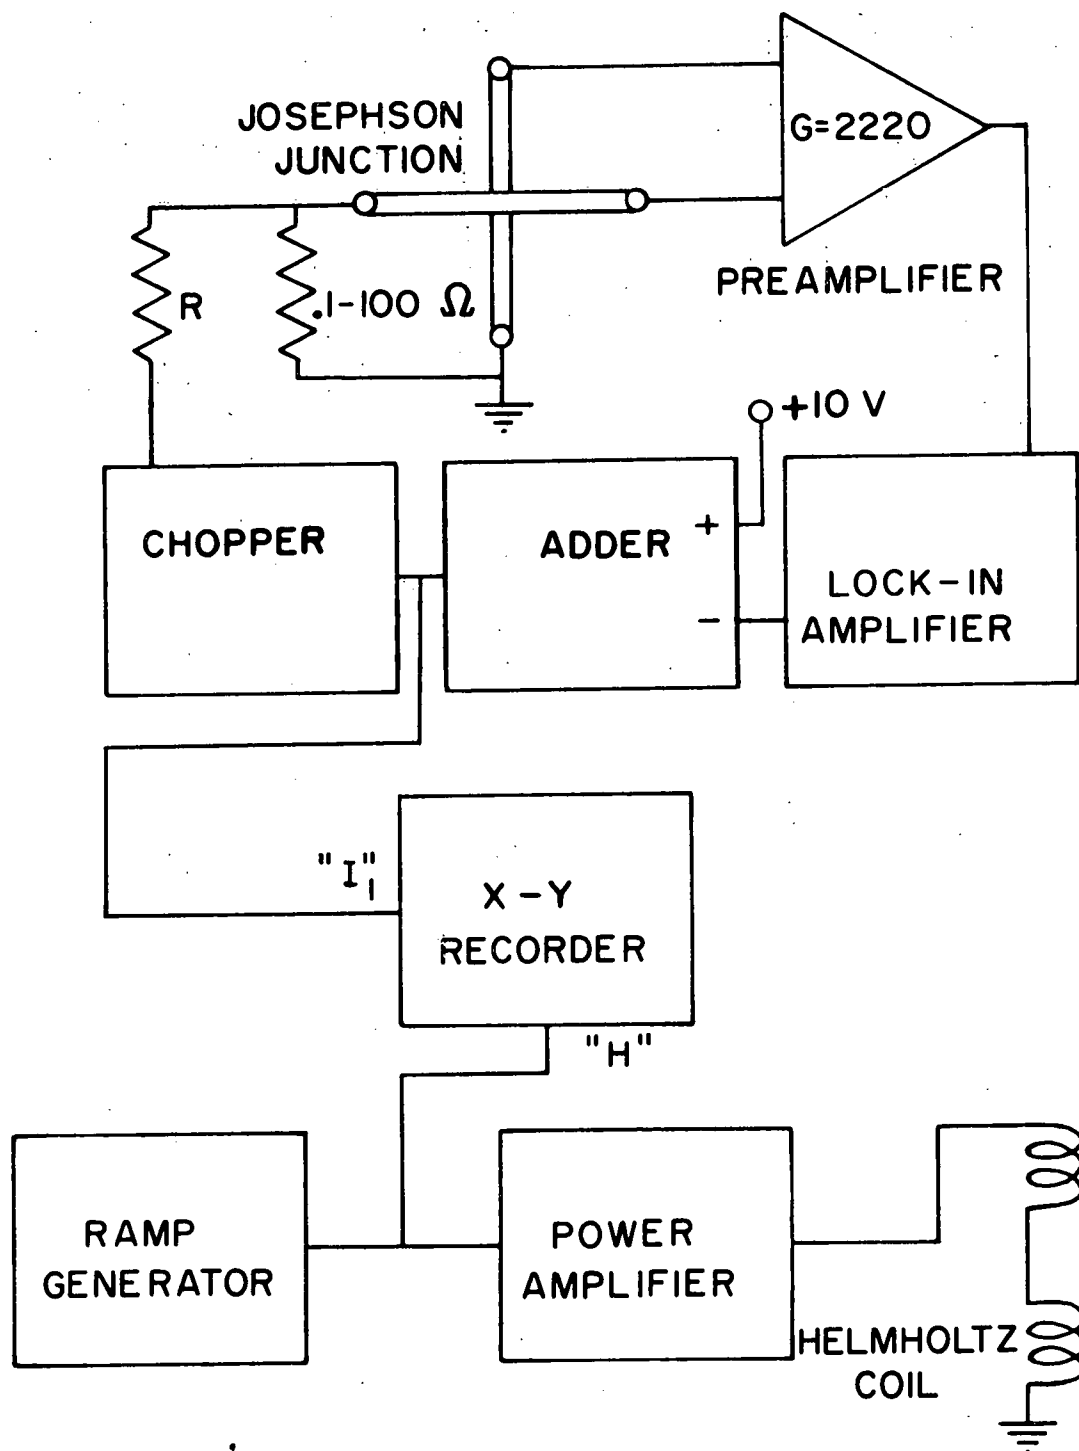 JOSEPHSON
JUNCTION
G=2220
PREAMPLIFIER
R
.1-100 Ω
+10 V
CHOPPER
ADDER
+
-
LOCK-IN
AMPLIFIER
"I₁"
X-Y
RECORDER
"H"
RAMP
GENERATOR
POWER
AMPLIFIER
HELMHOLTZ
COIL